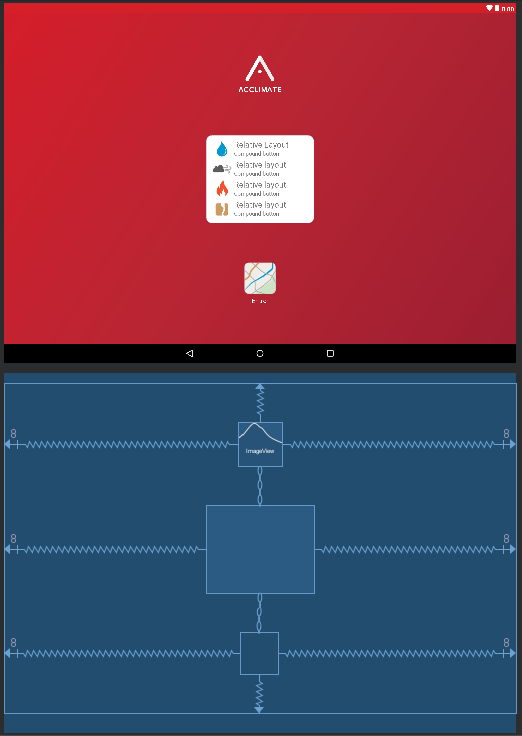 ACCLIMATE
Relative Layout
Compound button
Relative layout
Compound button
Relative layout
Compound button
Relative layout
Compound button
8
8
ImageView
8
8
8
8